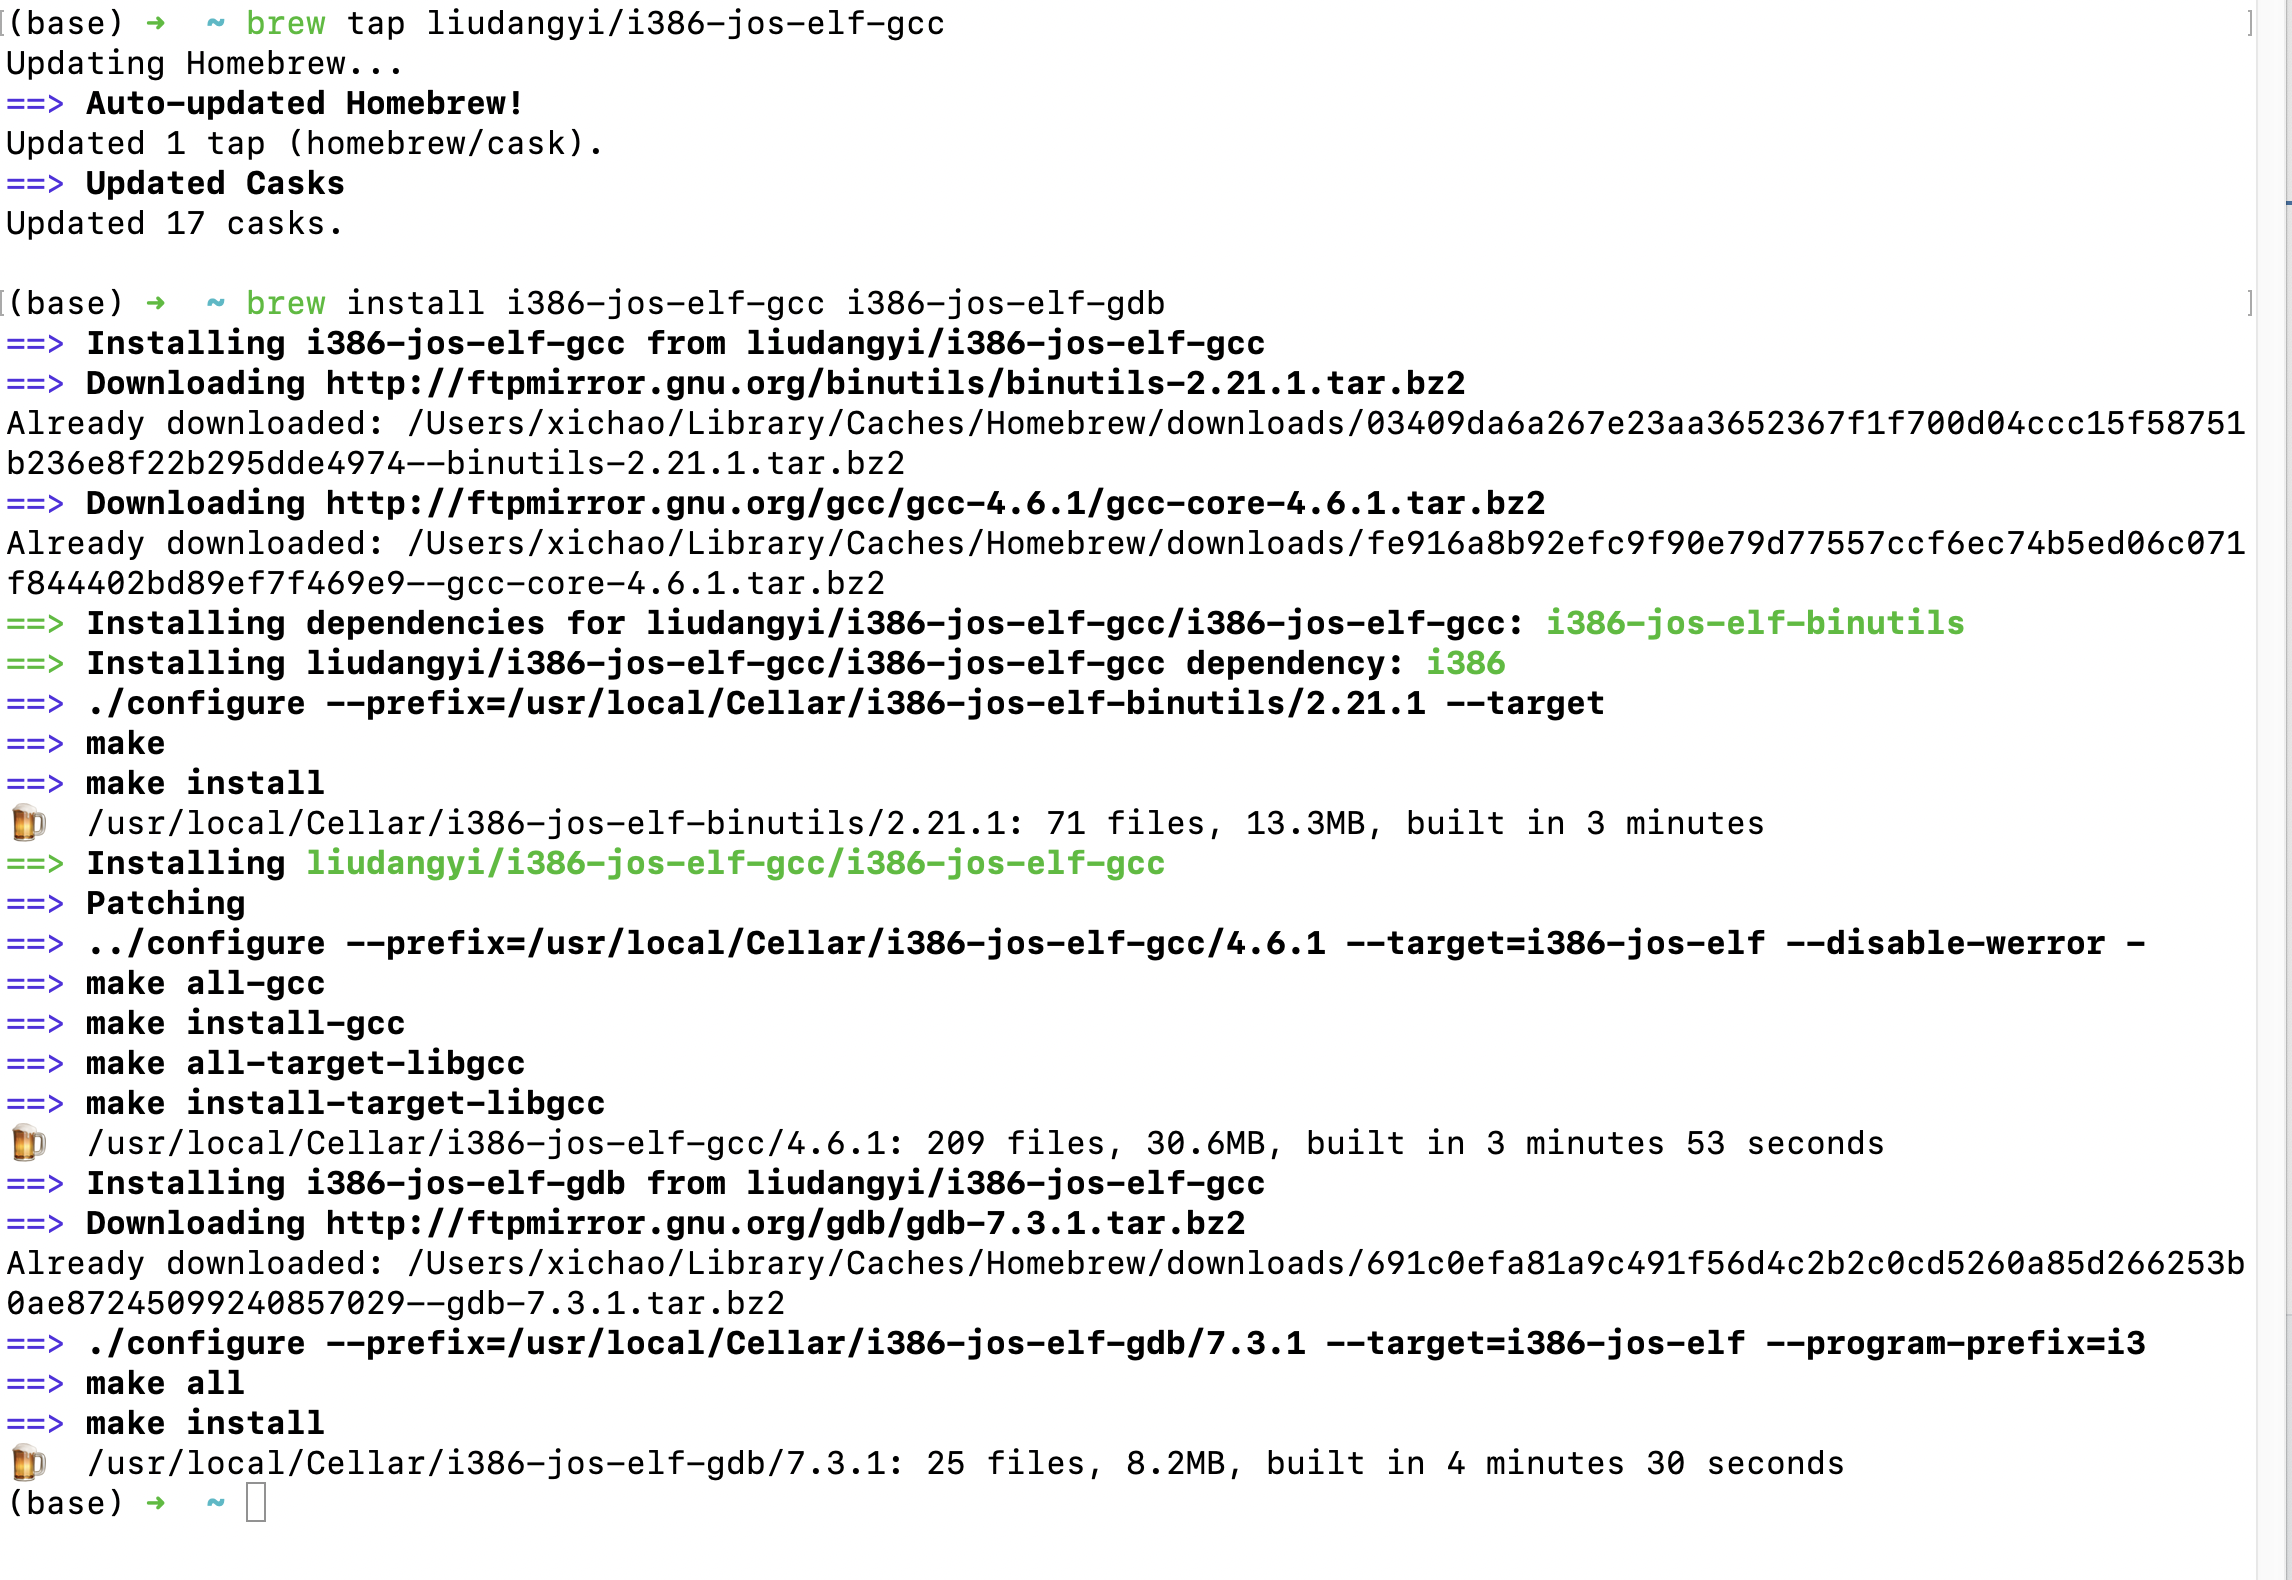 (base) ➜  ~ brew tap liudangyi/i386-jos-elf-gcc
Updating Homebrew...
==> Auto-updated Homebrew!
Updated 1 tap (homebrew/cask).
==> Updated Casks
Updated 17 casks.
(base) ➜  ~ brew install i386-jos-elf-gcc i386-jos-elf-gdb
==> Installing i386-jos-elf-gcc from liudangyi/i386-jos-elf-gcc
==> Downloading http://ftpmirror.gnu.org/binutils/binutils-2.21.1.tar.bz2
Already downloaded: /Users/xichao/Library/Caches/Homebrew/downloads/03409da6a267e23aa3652367f1f700d04ccc15f58751
b236e8f22b295dde4974--binutils-2.21.1.tar.bz2
==> Downloading http://ftpmirror.gnu.org/gcc/gcc-4.6.1/gcc-core-4.6.1.tar.bz2
Already downloaded: /Users/xichao/Library/Caches/Homebrew/downloads/fe916a8b92efc9f90e79d77557ccf6ec74b5ed06c071
f844402bd89ef7f469e9--gcc-core-4.6.1.tar.bz2
==> Installing dependencies for liudangyi/i386-jos-elf-gcc/i386-jos-elf-gcc: i386-jos-elf-binutils
==> Installing liudangyi/i386-jos-elf-gcc/i386-jos-elf-gcc dependency: i386
==> ./configure --prefix=/usr/local/Cellar/i386-jos-elf-binutils/2.21.1 --target
==> make
==> make install
🍺  /usr/local/Cellar/i386-jos-elf-binutils/2.21.1: 71 files, 13.3MB, built in 3 minutes
==> Installing liudangyi/i386-jos-elf-gcc/i386-jos-elf-gcc
==> Patching
==> ../configure --prefix=/usr/local/Cellar/i386-jos-elf-gcc/4.6.1 --target=i386-jos-elf --disable-werror -
==> make all-gcc
==> make install-gcc
==> make all-target-libgcc
==> make install-target-libgcc
🍺  /usr/local/Cellar/i386-jos-elf-gcc/4.6.1: 209 files, 30.6MB, built in 3 minutes 53 seconds
==> Installing i386-jos-elf-gdb from liudangyi/i386-jos-elf-gcc
==> Downloading http://ftpmirror.gnu.org/gdb/gdb-7.3.1.tar.bz2
Already downloaded: /Users/xichao/Library/Caches/Homebrew/downloads/691c0efa81a9c491f56d4c2b2c0cd5260a85d266253b
0ae87245099240857029--gdb-7.3.1.tar.bz2
==> ./configure --prefix=/usr/local/Cellar/i386-jos-elf-gdb/7.3.1 --target=i386-jos-elf --program-prefix=i3
==> make all
==> make install
🍺  /usr/local/Cellar/i386-jos-elf-gdb/7.3.1: 25 files, 8.2MB, built in 4 minutes 30 seconds
(base) ➜  ~